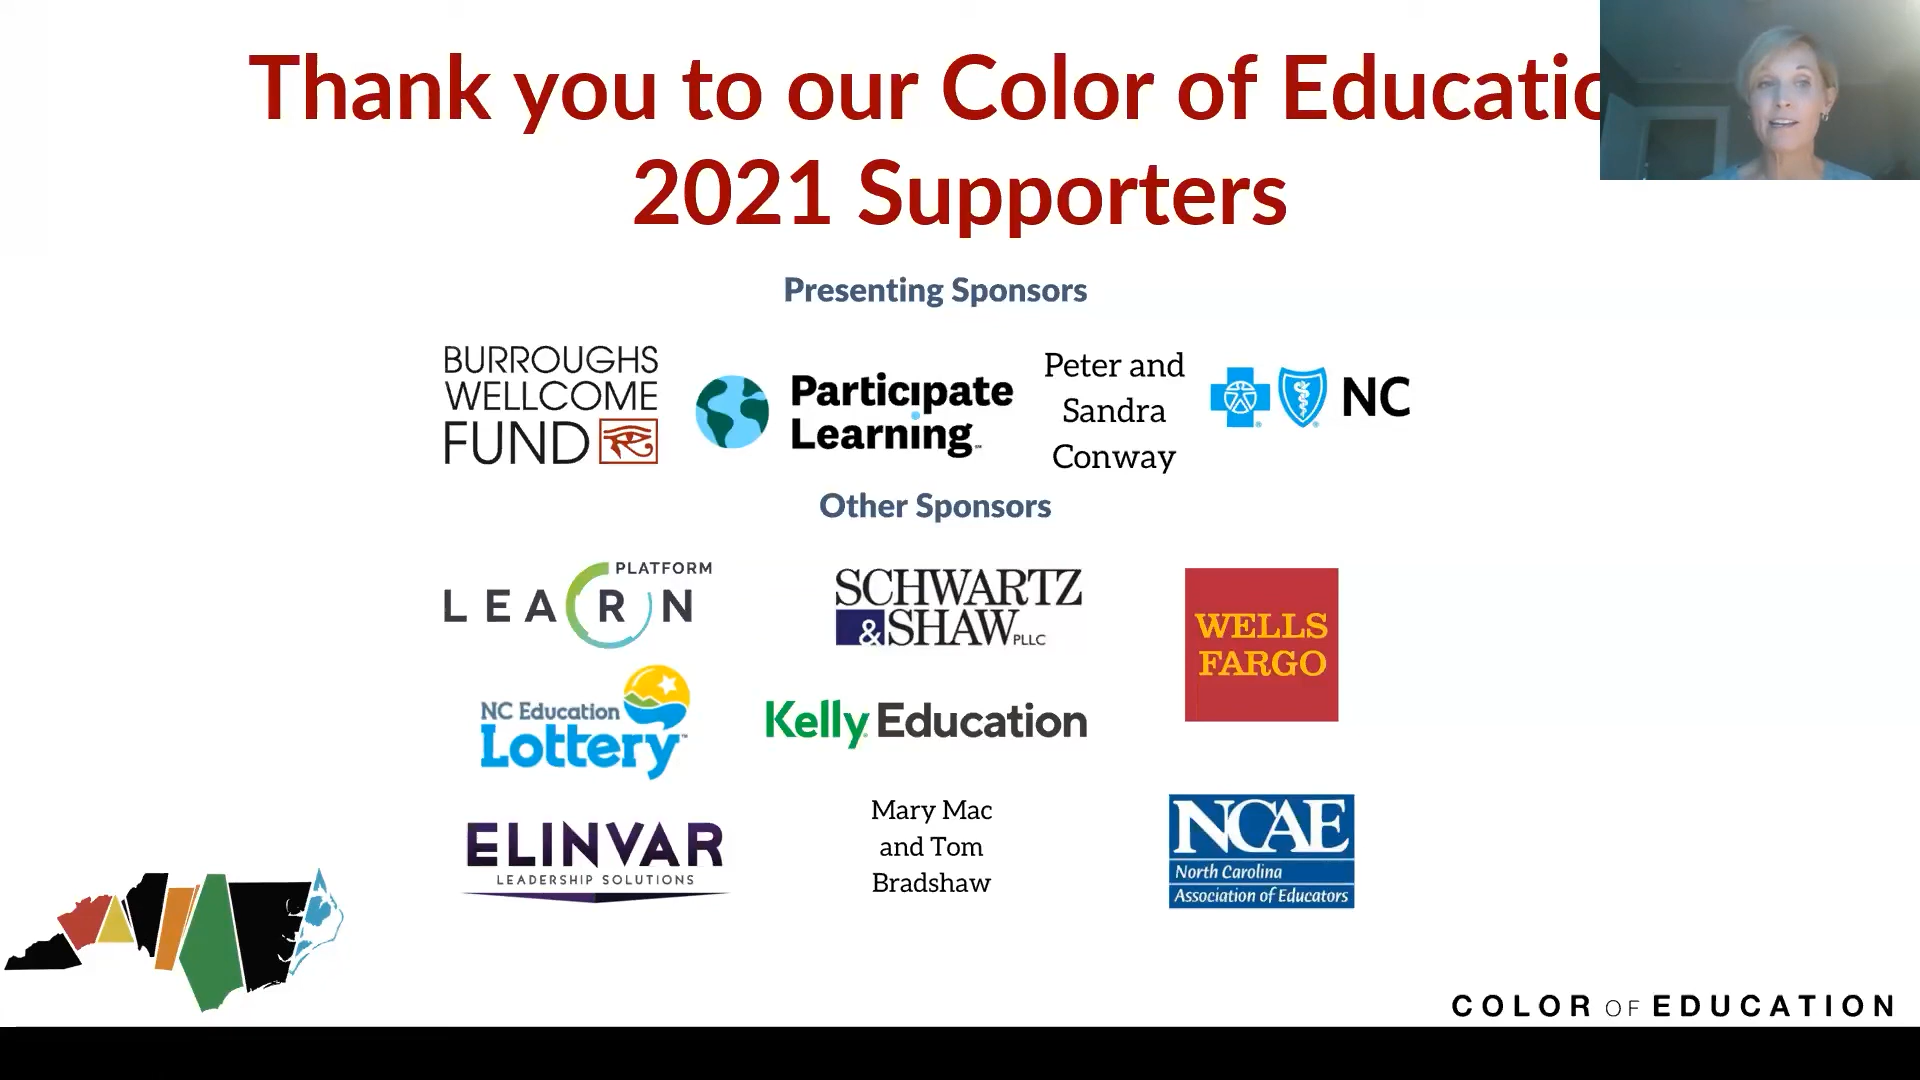 Thank you to our Color of Educatio
2021 Supporters
Presenting Sponsors
BURROUGHS
WELLCOME
FUND
Participate
Learning
Peter and
Sandra
Conway
NC
Other Sponsors
LEARN
PLATFORM
SCHWARTZ
&SHAW PLLC
WELLS
FARGO
NC Education
Lottery™
Kelly Education
ELINVAR
LEADERSHIP SOLUTIONS
Mary Mac
and Tom
Bradshaw
NCAE
North Carolina
Association of Educators
COLOR OF EDUCATION